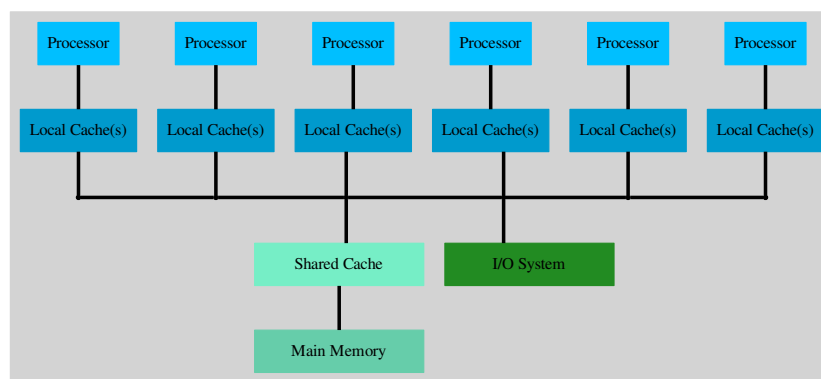 Processor Processor Processor Processor Processor Processor
Local Cache(s) Local Cache(s) Local Cache(s) Local Cache(s) Local Cache(s) Local Cache(s)
Shared Cache I/O System
Main Memory